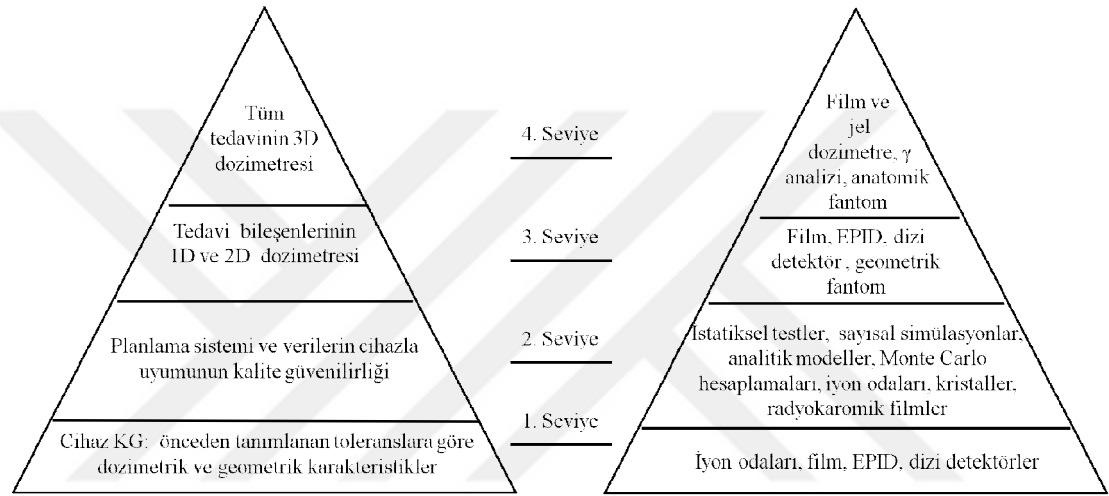 Tüm
tedavinin 3D
dozimetresi
Tedavi bileşenlerinin
1D ve 2D dozimetresi
Planlama sistemi ve verilerin cihazla
uyumunun kalite güvenilirliği
Cihaz KG: önceden tanımlanan toleranslara göre
dozimetrik ve geometrik karakteristikler
4. Seviye
3. Seviye
2. Seviye
1. Seviye
Film ve
jel
dozimetre, γ
analizi, anatomik
fantom
Film, EPID, dizi
detektör , geometrik
fantom
İstatiksel testler, sayısal simülasyonlar,
analitik modeller, Monte Carlo
hesaplamaları, iyon odaları, kristaller,
radyokaromik filmler
İyon odaları, film, EPID, dizi detektörler